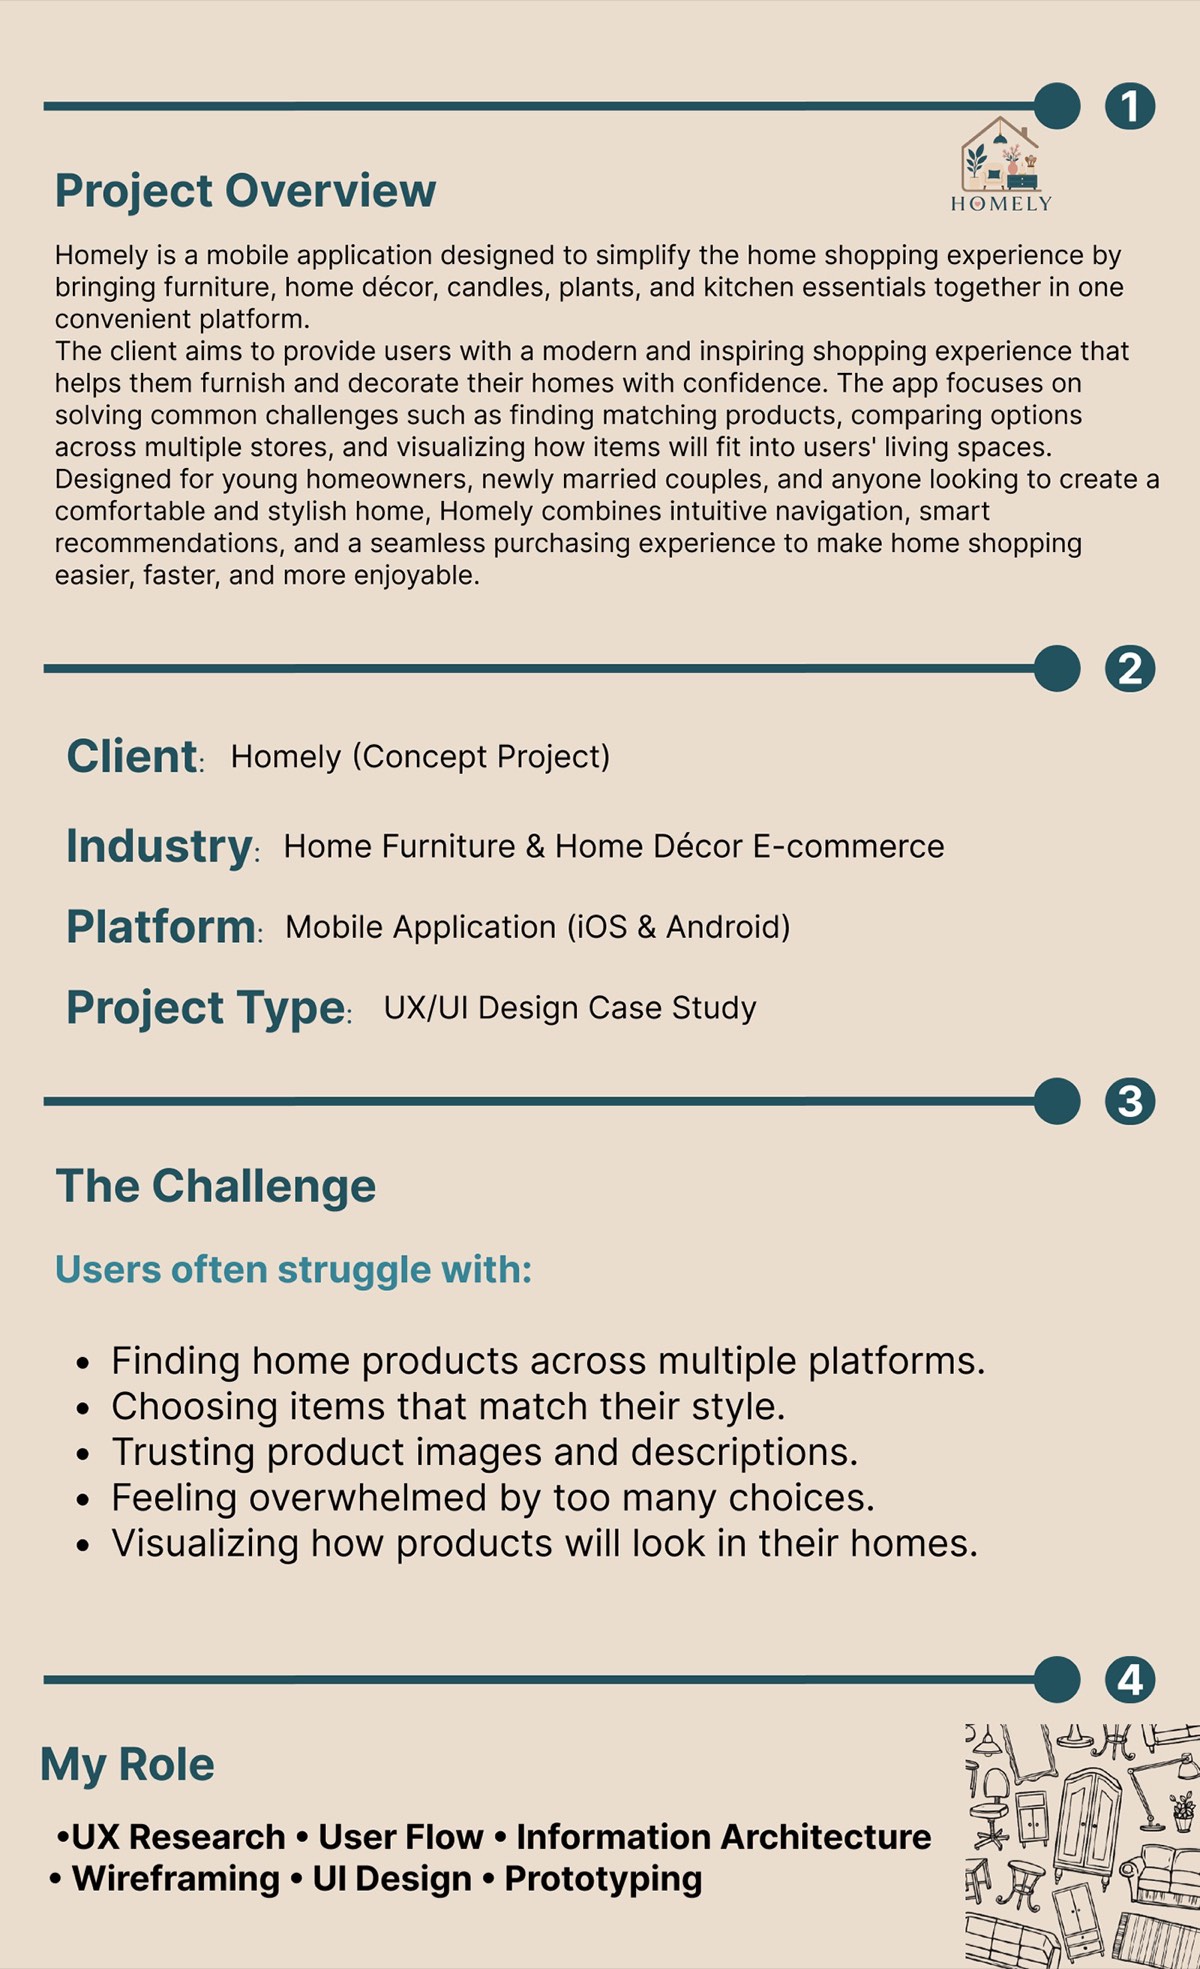 1
HOMELY
Project Overview
Homely is a mobile application designed to simplify the home shopping experience by
bringing furniture, home décor, candles, plants, and kitchen essentials together in one
convenient platform.
The client aims to provide users with a modern and inspiring shopping experience that
helps them furnish and decorate their homes with confidence. The app focuses on
solving common challenges such as finding matching products, comparing options
across multiple stores, and visualizing how items will fit into users' living spaces.
Designed for young homeowners, newly married couples, and anyone looking to create a
comfortable and stylish home, Homely combines intuitive navigation, smart
recommendations, and a seamless purchasing experience to make home shopping
easier, faster, and more enjoyable.
2
Client: Homely (Concept Project)
Industry: Home Furniture & Home Décor E-commerce
Platform: Mobile Application (iOS & Android)
Project Type: UX/UI Design Case Study
3
The Challenge
Users often struggle with:
• Finding home products across multiple platforms.
• Choosing items that match their style.
• Trusting product images and descriptions.
• Feeling overwhelmed by too many choices.
• Visualizing how products will look in their homes.
4
My Role
•UX Research • User Flow • Information Architecture
• Wireframing • UI Design • Prototyping